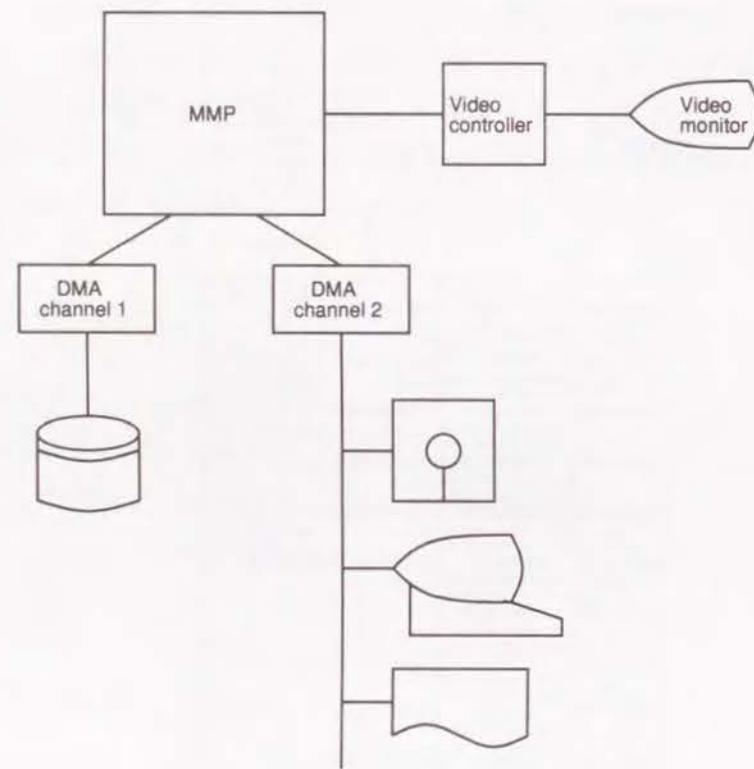 MMP
Video
controller
Video
monitor
DMA
channel 1
DMA
channel 2